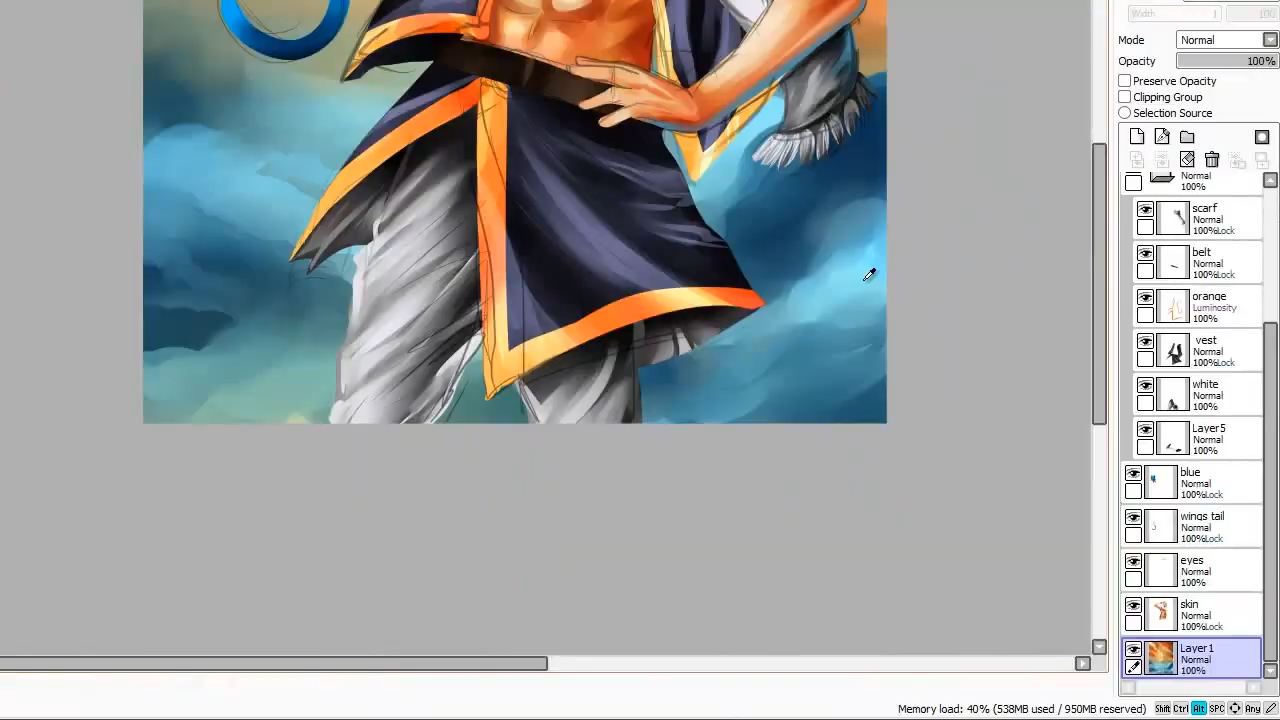 Width 1 100
Mode Normal
Opacity 100%
Preserve Opacity
Clipping Group
Selection Source
Normal
100%
scarf
Normal
100%Lock
belt
Normal
100%Lock
orange
Luminosity
100%
vest
Normal
100%Lock
white
Normal
100%
Layer5
Normal
100%
blue
Normal
100%Lock
wings tail
Normal
100%Lock
eyes
Normal
100%
skin
Normal
100%Lock
Layer1
Normal
100%
Memory load: 40% (538MB used / 950MB reserved) Shift Ctrl Alt SPC Any